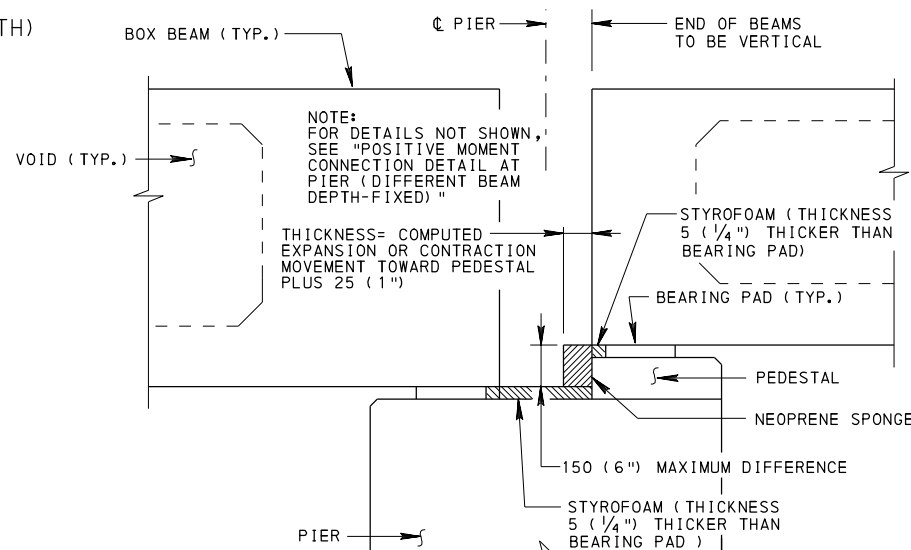 TH)
BOX BEAM (TYP.)
℄ PIER
END OF BEAMS
TO BE VERTICAL
NOTE:
FOR DETAILS NOT SHOWN,
SEE "POSITIVE MOMENT
CONNECTION DETAIL AT
PIER (DIFFERENT BEAM
DEPTH-FIXED)"
VOID (TYP.)
THICKNESS= COMPUTED
EXPANSION OR CONTRACTION
MOVEMENT TOWARD PEDESTAL
PLUS 25 (1")
STYROFOAM (THICKNESS
5 (1/4") THICKER THAN
BEARING PAD)
BEARING PAD (TYP.)
PEDESTAL
NEOPRENE SPONGE
150 (6") MAXIMUM DIFFERENCE
STYROFOAM (THICKNESS
5 (1/4") THICKER THAN
BEARING PAD )
PIER